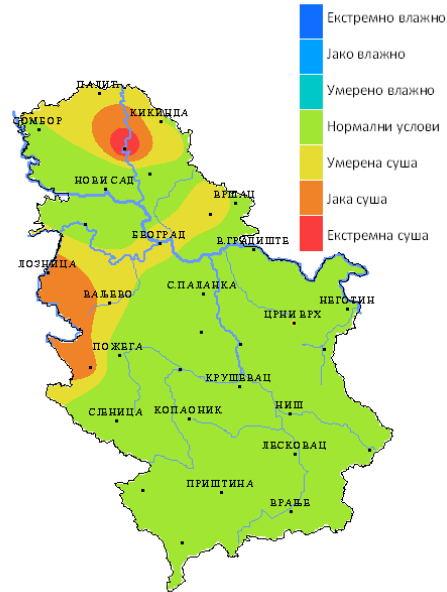 Екстремно влажно
Јако влажно
Умерено влажно
Нормални услови
Умерена суша
Јака суша
Екстремна суша
ПАЛИЋ
КИКИНДА
СОМБОР
НОВИ САД
ВРШАЦ
БЕОГРАД
В.ГРАДИШТЕ
ЛОЗНИЦА
ВАЉЕВО
С.ПАЛАНКА
НЕГОТИН
ЦРНИ ВРХ
ПОЖЕГА
КРУШЕВАЦ
СЈЕНИЦА
КОПАОНИК
НИШ
ЛЕСКОВАЦ
ПРИШТИНА
ВРАЊЕ